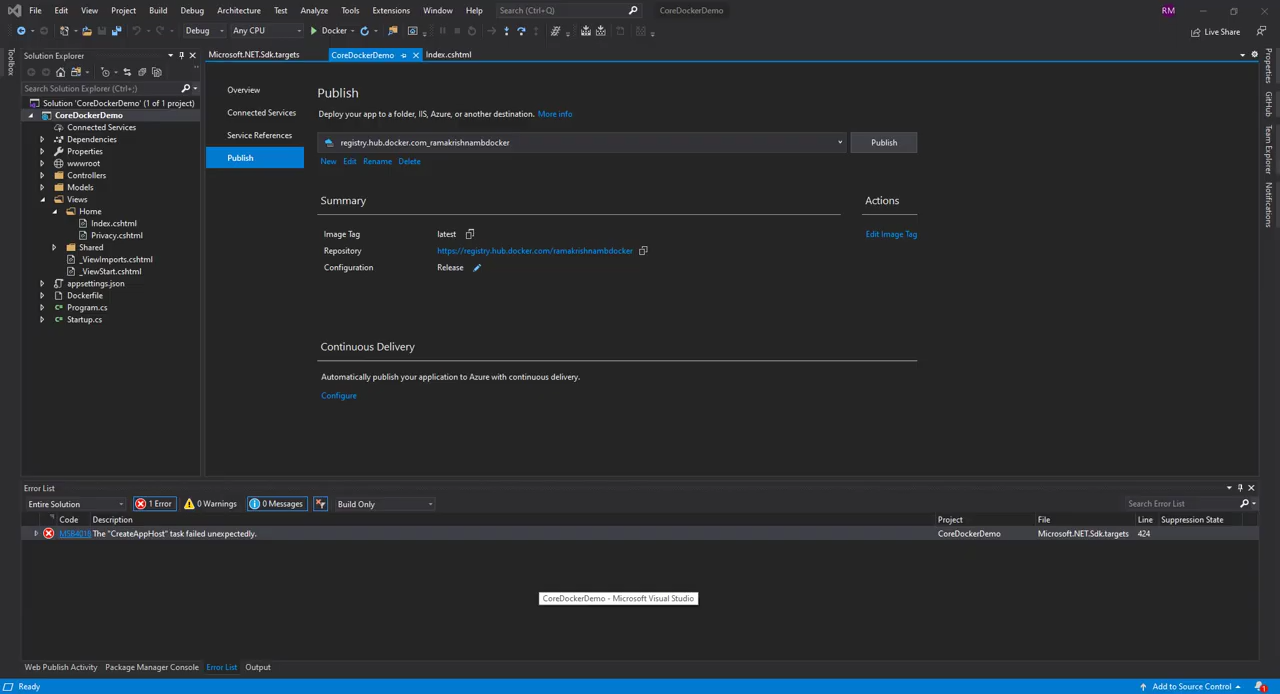 File Edit View Project Build Debug Architecture Test Analyze Tools Extensions Window Help Search (Ctrl+Q) CoreDockerDemo RM
Debug Any CPU Docker Live Share
Toolbox
Solution Explorer
Search Solution Explorer (Ctrl+;)
Solution 'CoreDockerDemo' (1 of 1 project)
CoreDockerDemo
Connected Services
Dependencies
Properties
wwwroot
Controllers
Models
Views
Home
Index.cshtml
Privacy.cshtml
Shared
_ViewImports.cshtml
_ViewStart.cshtml
appsettings.json
Dockerfile
Program.cs
Startup.cs
Microsoft.NET.Sdk.targets CoreDockerDemo Index.cshtml
Overview
Connected Services
Service References
Publish
Publish
Deploy your app to a folder, IIS, Azure, or another destination. More info
registry.hub.docker.com_ramakrishnambdocker Publish
New Edit Rename Delete
Summary Actions
Image Tag latest Edit Image Tag
Repository https://registry.hub.docker.com/ramakrishnambdocker
Configuration Release
Continuous Delivery
Automatically publish your application to Azure with continuous delivery.
Configure
Properties
GitHub
Team Explorer
Notifications
Error List
Entire Solution 1 Error 0 Warnings 0 Messages Build Only Search Error List
Code Description Project File Line Suppression State
MSB4018 The "CreateAppHost" task failed unexpectedly. CoreDockerDemo Microsoft.NET.Sdk.targets 424
CoreDockerDemo - Microsoft Visual Studio
Web Publish Activity Package Manager Console Error List Output
Ready Add to Source Control 1